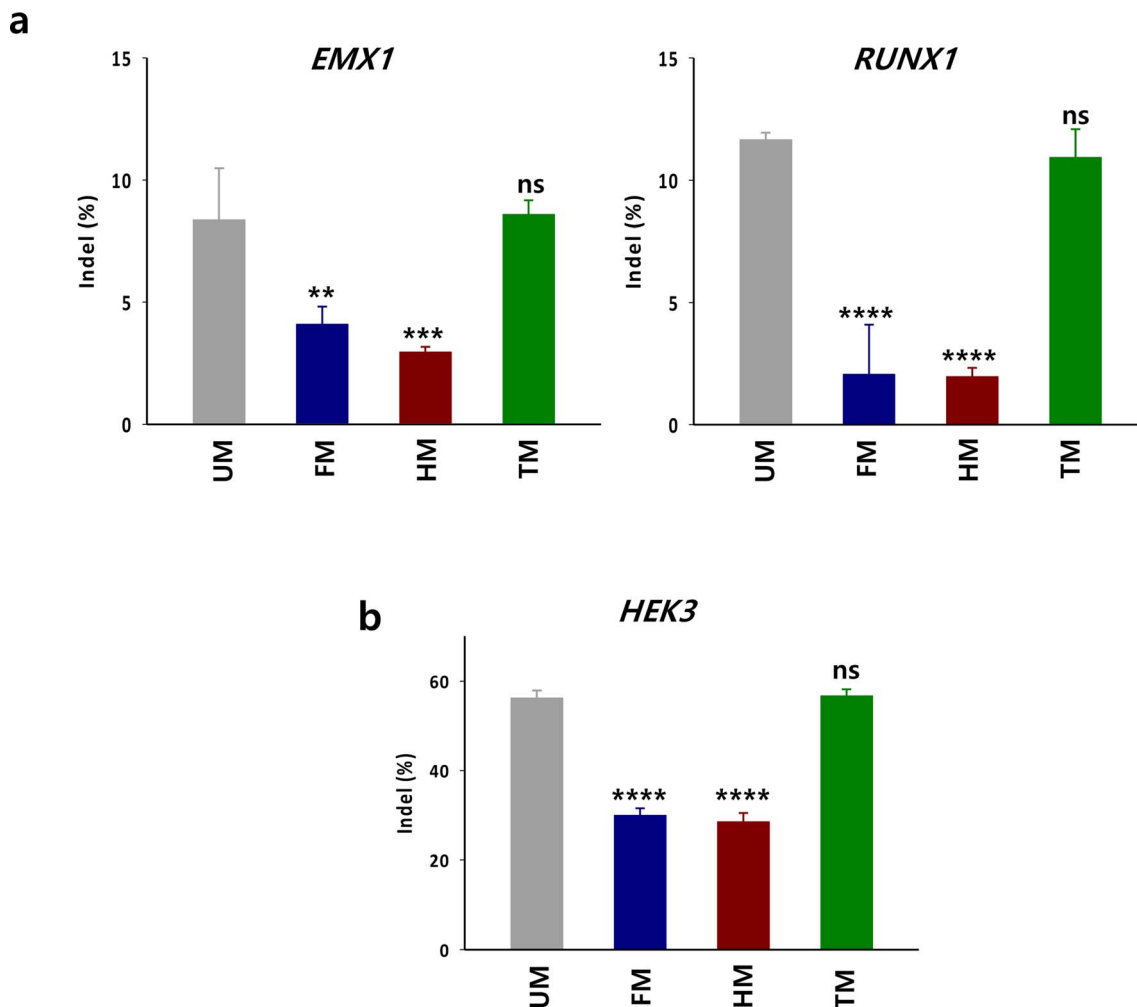 a
EMX1
RUNX1
15
10
5
0
Indel (%)
**
***
ns
UM
FM
HM
TM
15
10
5
0
Indel (%)
****
****
ns
UM
FM
HM
TM
b
HEK3
60
40
20
0
Indel (%)
****
****
ns
UM
FM
HM
TM